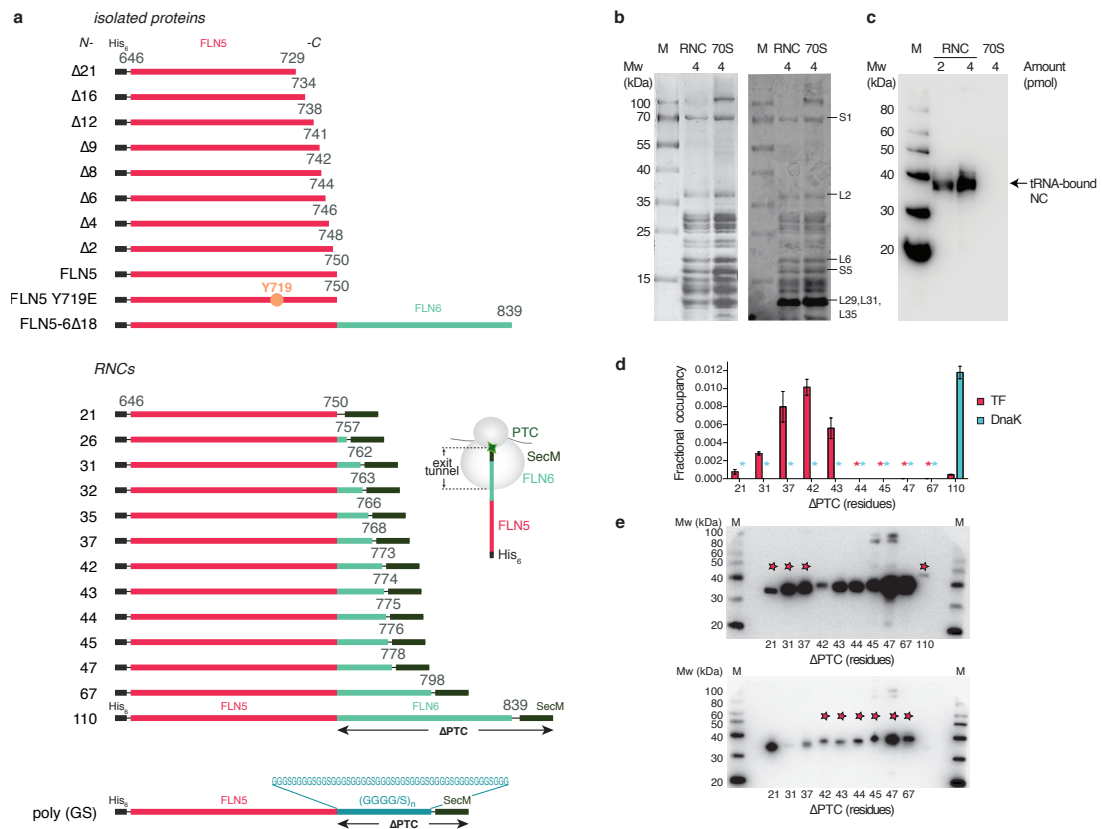 a
isolated proteins
N- His6 FLN5 -C
646 729
Δ21
734
Δ16
738
Δ12
741
Δ9
742
Δ8
744
Δ6
746
Δ4
748
Δ2
750
FLN5
750
Y719
FLN5 Y719E
FLN6 839
FLN5-6Δ18
RNCs
646 750
21
757
26
762
31
763
32
766
35
768
37
773
42
774
43
775
44
776
45
778
47
798
67
His6 FLN5 FLN6 839 SecM
110
ΔPTC
PTC
SecM
exit
tunnel
FLN6
FLN5
His6
(GGGG/S)n
His6 FLN5 SecM
poly (GS)
ΔPTC
b
M RNC 70S M RNC 70S
Mw 4 4 4 4
(kDa)
100
70
55
40
35
25
15
S1
L2
L6
S5
L29,L31,
L35
c
M RNC 70S
Mw 2 4 4 Amount
(kDa) (pmol)
80
60
50
40
30
20
tRNA-bound
NC
d
Fractional occupancy
0.012
0.010
0.008
0.006
0.004
0.002
0.000
* * * * * ** ** ** **
21 31 37 42 43 44 45 47 67 110
ΔPTC (residues)
TF
DnaK
e
Mw (kDa) M M
100
80
60
50
40
30
20
21 31 37 42 43 44 45 47 67 110
ΔPTC (residues)
Mw (kDa) M M
100
80
60
50
40
30
20
21 31 37 42 43 44 45 47 67
ΔPTC (residues)